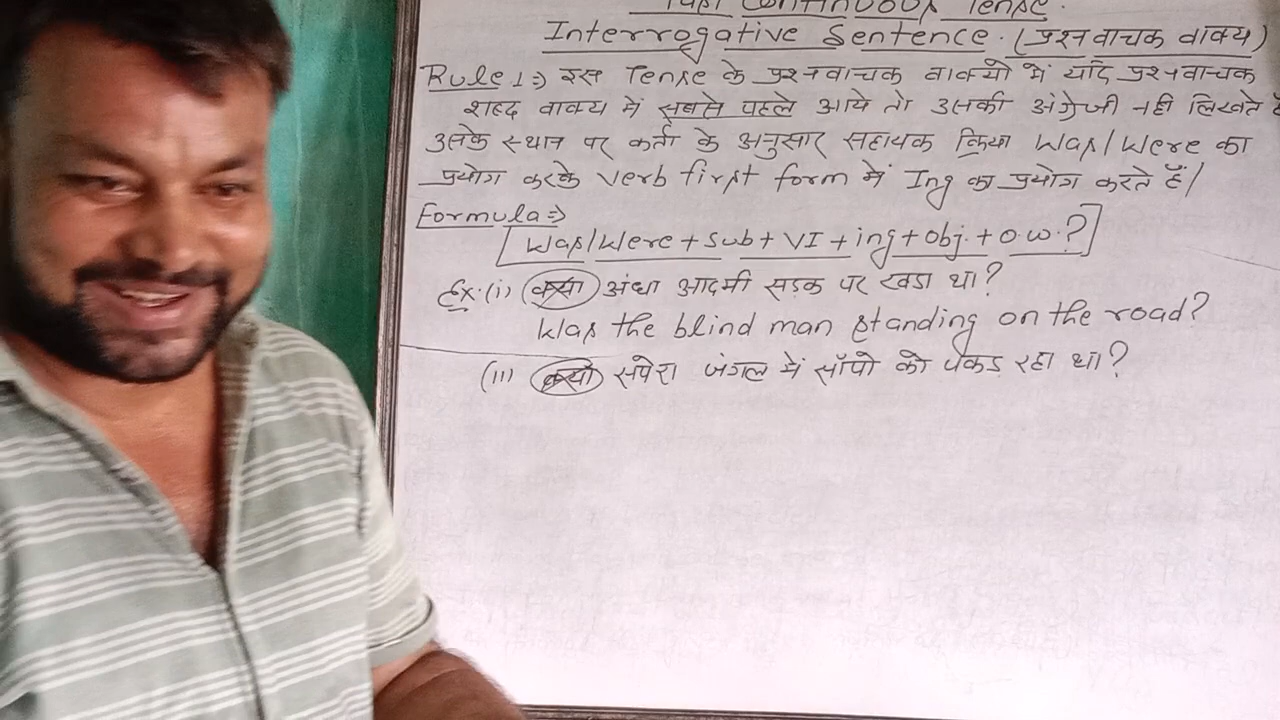 Past Continuous Tense.
Interrogative Sentence. (प्रश्नवाचक वाक्य)
Rule 1⇒ इस Tense के प्रश्नवाचक वाक्यों में यदि प्रश्नवाचक
शब्द वाक्य में सबसे पहले आये तो उसकी अंग्रेजी नही लिखते
उसके स्थान पर कर्ता के अनुसार सहायक क्रिया Was/Were का
प्रयोग करके verb first form में Ing का प्रयोग करते हैं।
Formula⇒
[Was/Were + Sub + VI + ing + Obj. + O.W.?]
Ex.(i) क्या अंधा आदमी सड़क पर खडा था?
Was the blind man standing on the road?
(ii) क्या सपेरा जंगल में साँपो को पकड रहा था?